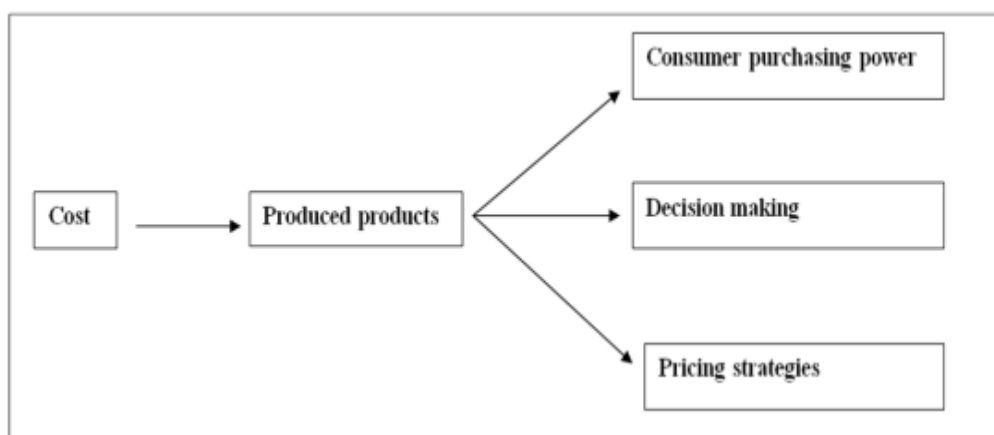 Consumer purchasing power
Cost
Produced products
Decision making
Pricing strategies